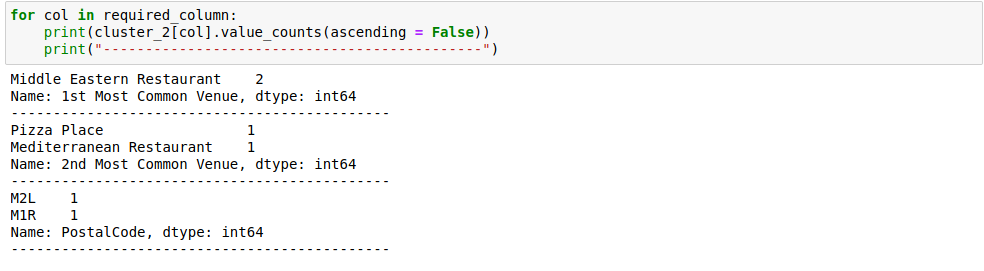 for col in required_column:
    print(cluster_2[col].value_counts(ascending = False))
    print("---------------------------------------------")
Middle Eastern Restaurant    2
Name: 1st Most Common Venue, dtype: int64
---------------------------------------------
Pizza Place                 1
Mediterranean Restaurant    1
Name: 2nd Most Common Venue, dtype: int64
---------------------------------------------
M2L    1
M1R    1
Name: PostalCode, dtype: int64
---------------------------------------------